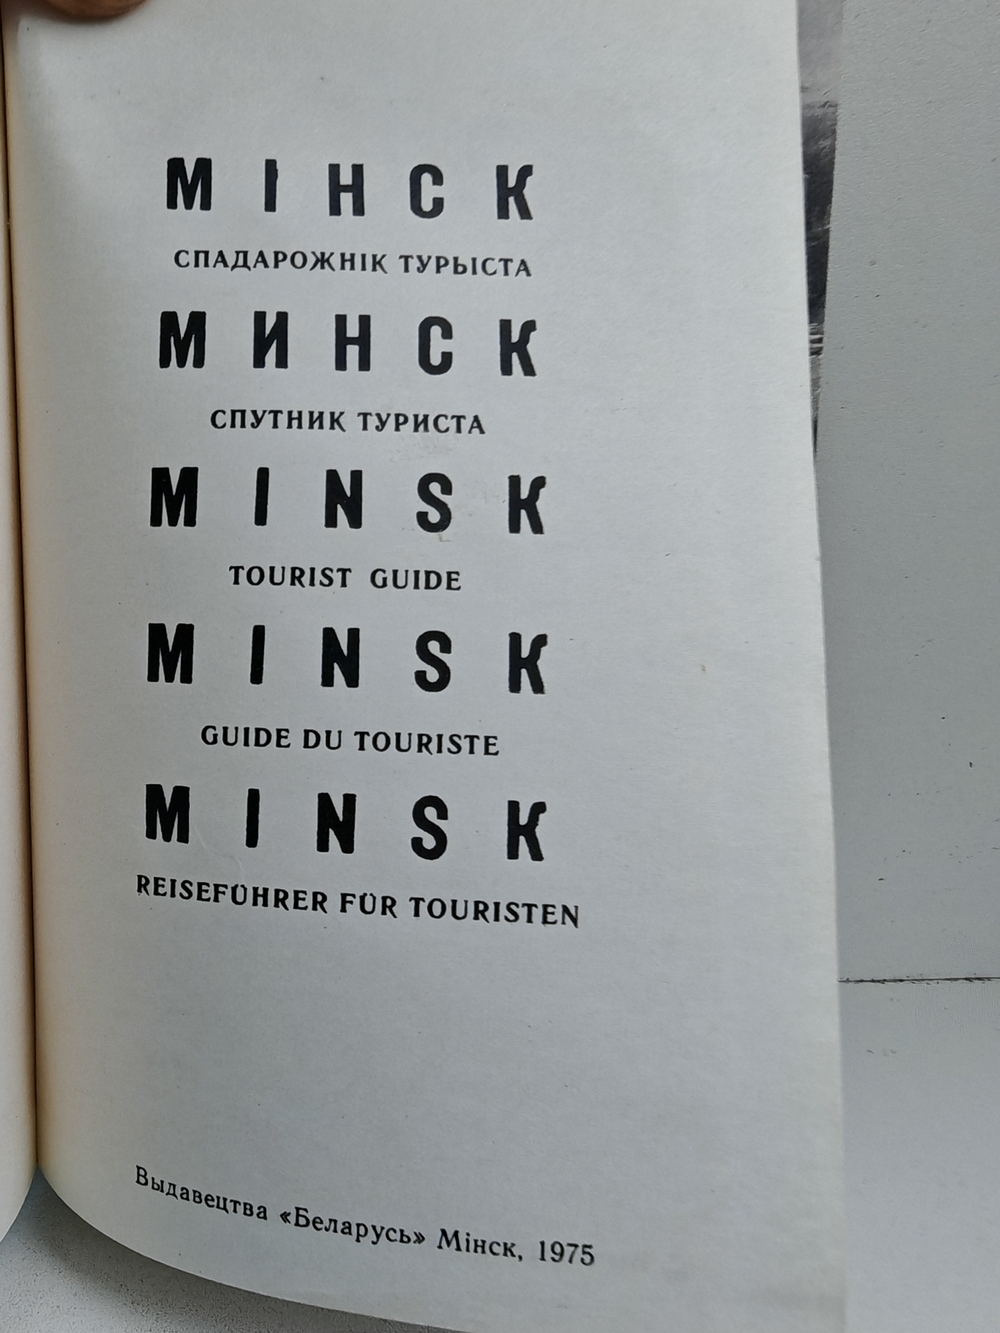 МІНСК
СПАДАРОЖНІК ТУРЫСТА
МИНСК
СПУТНИК ТУРИСТА
MINSK
TOURIST GUIDE
MINSK
GUIDE DU TOURISTE
MINSK
REISEFÜHRER FÜR TOURISTEN
Выдавецтва «Беларусь» Мінск, 1975